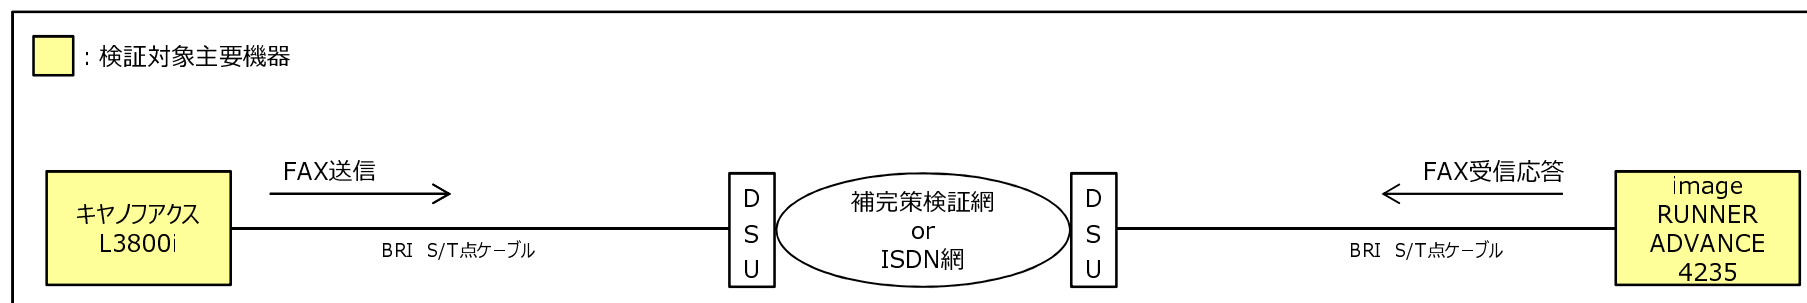 : 検証対象主要機器
FAX送信
FAX受信応答
キヤノフアクス
L3800i
BRI S/T点ケーブル
D
S
U
補完策検証網
or
ISDN網
D
S
U
BRI S/T点ケーブル
image
RUNNER
ADVANCE
4235